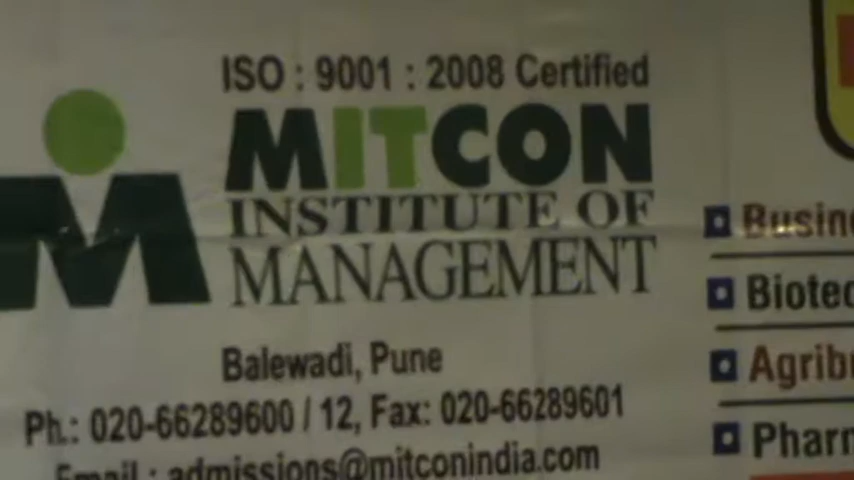 ISO : 9001 : 2008 Certified
MITCON
INSTITUTE OF
MANAGEMENT
Balewadi, Pune
Ph.: 020-66289600 / 12, Fax: 020-66289601
Email : admissions@mitconindia.com